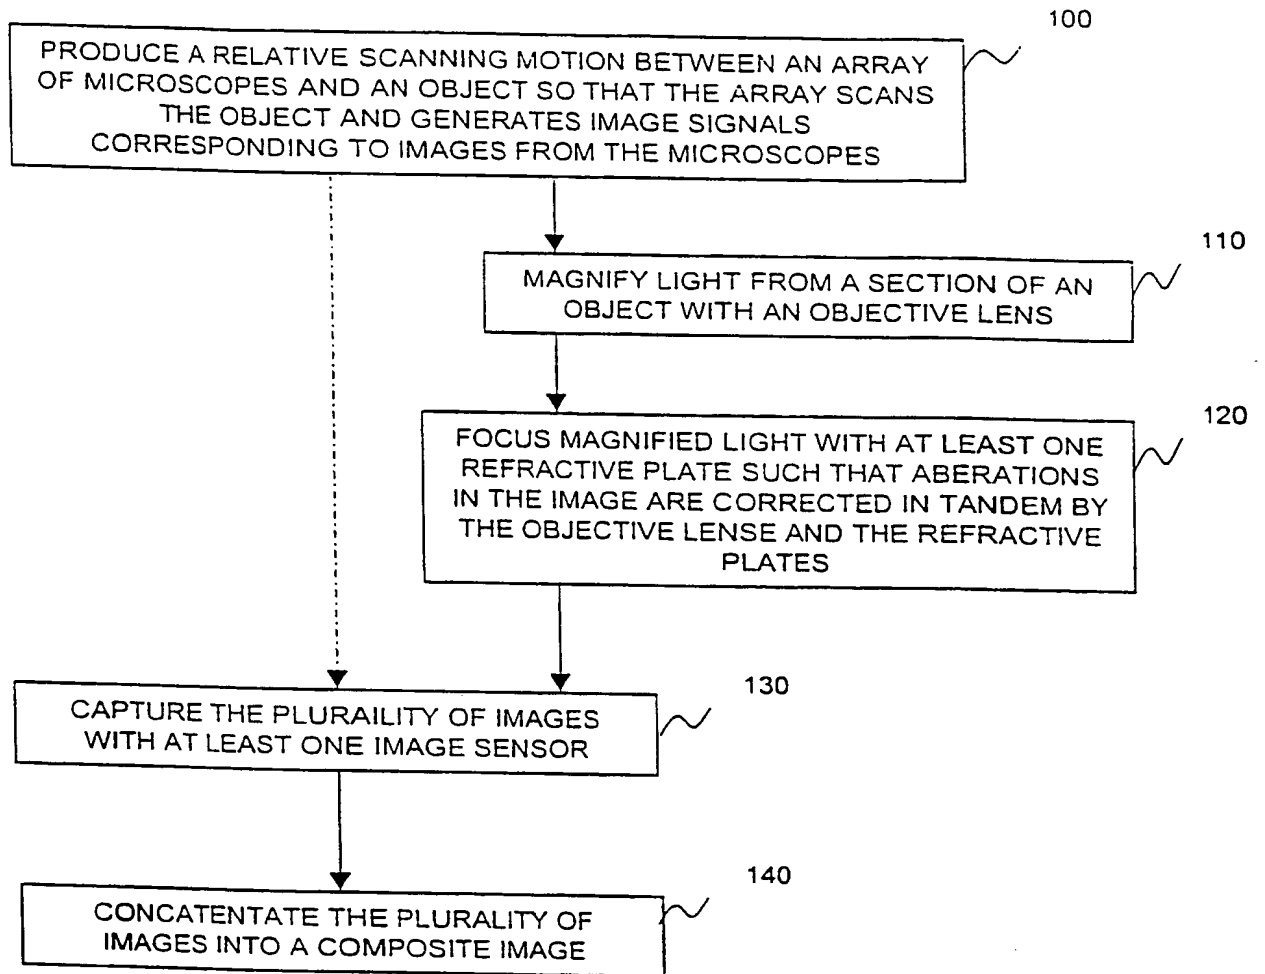 100
PRODUCE A RELATIVE SCANNING MOTION BETWEEN AN ARRAY
OF MICROSCOPES AND AN OBJECT SO THAT THE ARRAY SCANS
THE OBJECT AND GENERATES IMAGE SIGNALS
CORRESPONDING TO IMAGES FROM THE MICROSCOPES
110
MAGNIFY LIGHT FROM A SECTION OF AN
OBJECT WITH AN OBJECTIVE LENS
120
FOCUS MAGNIFIED LIGHT WITH AT LEAST ONE
REFRACTIVE PLATE SUCH THAT ABERATIONS
IN THE IMAGE ARE CORRECTED IN TANDEM BY
THE OBJECTIVE LENSE AND THE REFRACTIVE
PLATES
130
CAPTURE THE PLURAILITY OF IMAGES
WITH AT LEAST ONE IMAGE SENSOR
140
CONCATENTATE THE PLURALITY OF
IMAGES INTO A COMPOSITE IMAGE